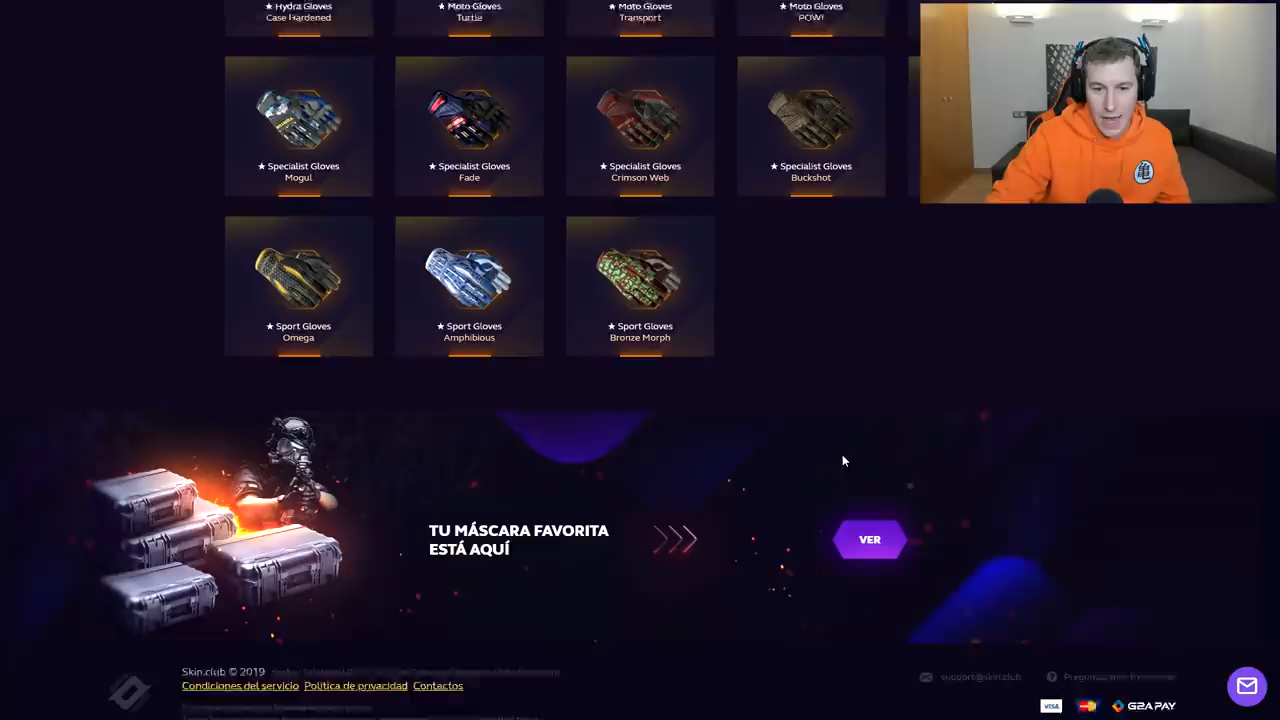 ★ Hydra Gloves
Case Hardened
★ Moto Gloves
Turtle
★ Moto Gloves
Transport
★ Moto Gloves
POW!
★ Specialist Gloves
Mogul
★ Specialist Gloves
Fade
★ Specialist Gloves
Crimson Web
★ Specialist Gloves
Buckshot
★ Sport Gloves
Omega
★ Sport Gloves
Amphibious
★ Sport Gloves
Bronze Morph
TU MÁSCARA FAVORITA
ESTÁ AQUÍ
VER
Skin.club © 2019
Condiciones del servicio Política de privacidad Contactos
support@skin.club
VISA
G2A PAY